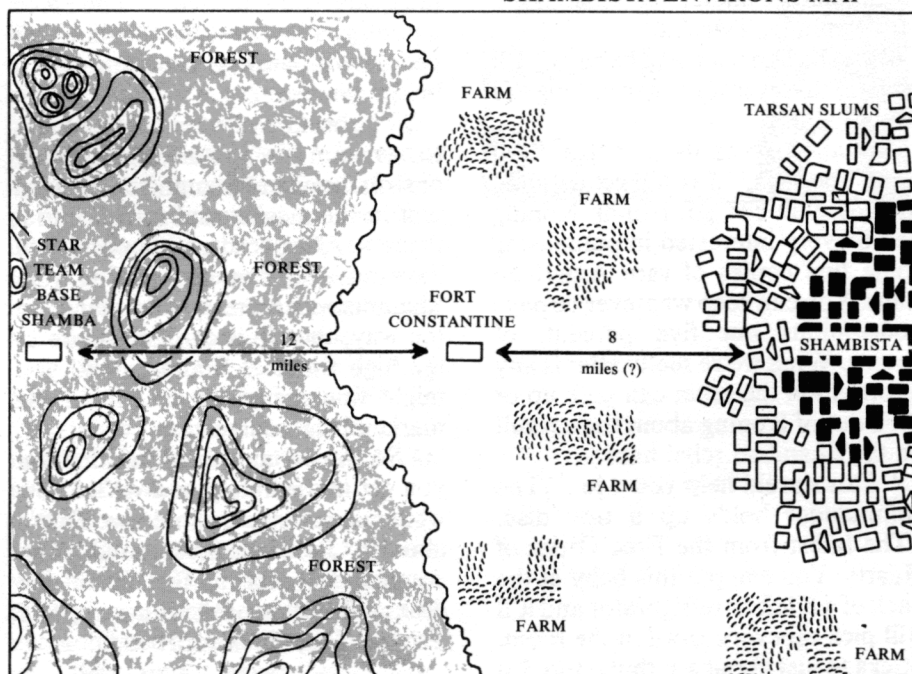 FOREST
FARM
TARSAN SLUMS
FARM
STAR
TEAM
BASE
SHAMBA
FOREST
FORT
CONSTANTINE
12
miles
8
miles (?)
SHAMBISTA
FARM
FOREST
FARM
FARM